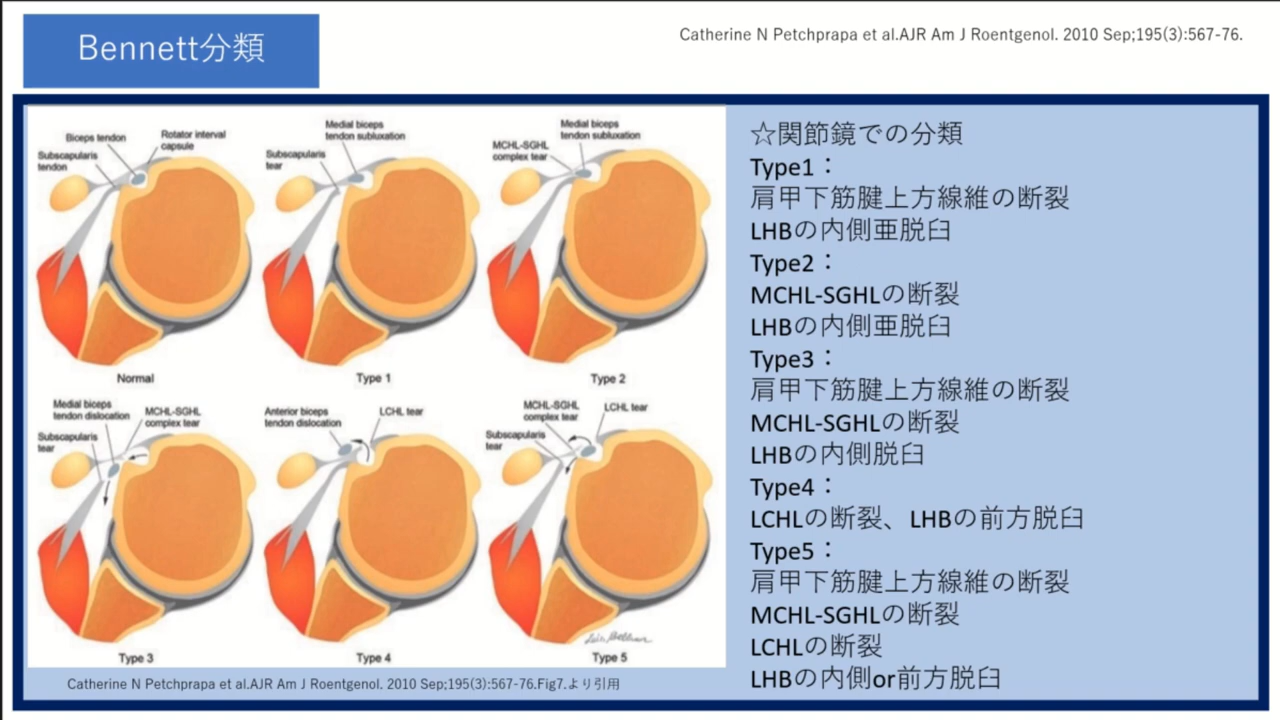 Bennett分類
Catherine N Petchprapa et al.AJR Am J Roentgenol. 2010 Sep;195(3):567-76.
Biceps tendon
Rotator interval
capsule
Subscapularis
tendon
Normal
Medial biceps
tendon subluxation
Subscapularis
tear
Type 1
Medial biceps
tendon subluxation
MCHL-SGHL
complex tear
Type 2
Medial biceps
tendon dislocation
MCHL-SGHL
complex tear
Subscapularis
tear
Type 3
Anterior biceps
tendon dislocation
LCHL tear
Type 4
MCHL-SGHL
complex tear
LCHL tear
Subscapularis
tear
Type 5
Catherine N Petchprapa et al.AJR Am J Roentgenol. 2010 Sep;195(3):567-76.Fig7.より引用
☆関節鏡での分類
Type1：
肩甲下筋腱上方線維の断裂
LHBの内側亜脱臼
Type2：
MCHL-SGHLの断裂
LHBの内側亜脱臼
Type3：
肩甲下筋腱上方線維の断裂
MCHL-SGHLの断裂
LHBの内側脱臼
Type4：
LCHLの断裂、LHBの前方脱臼
Type5：
肩甲下筋腱上方線維の断裂
MCHL-SGHLの断裂
LCHLの断裂
LHBの内側or前方脱臼